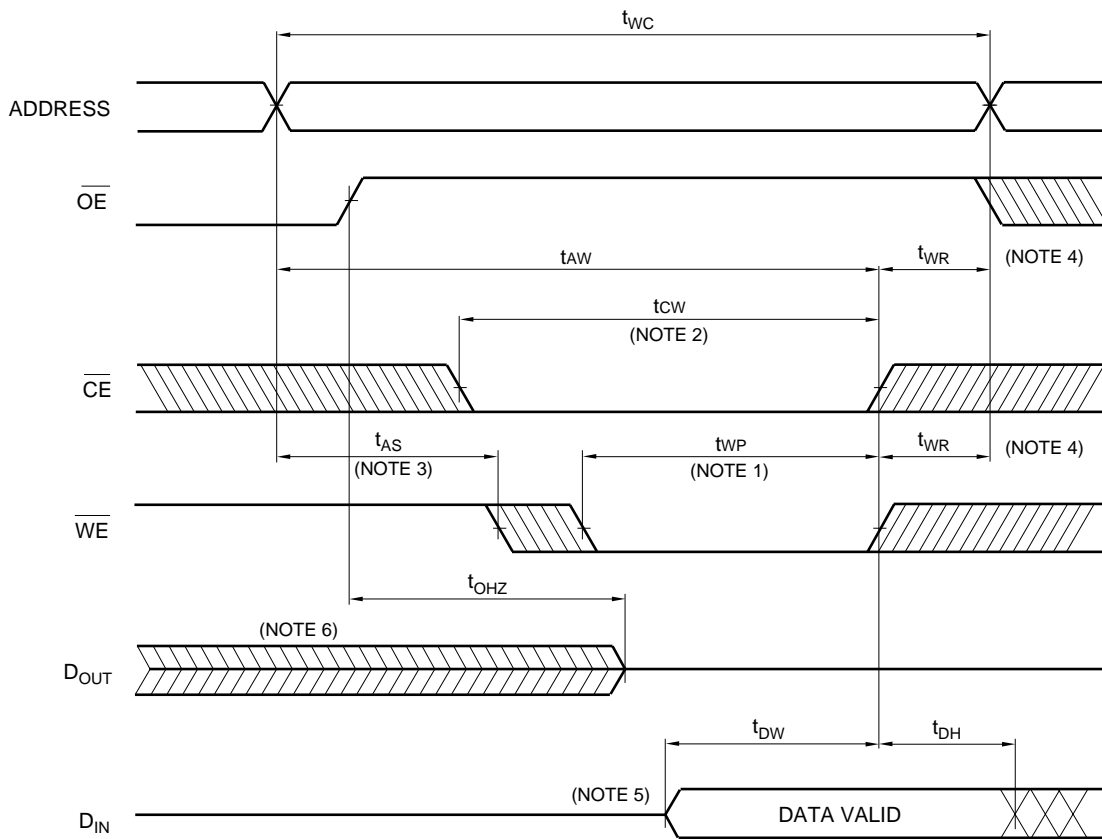 tWC
ADDRESS
OE
tAW
tWR
(NOTE 4)
tCW
(NOTE 2)
CE
tAS
(NOTE 3)
tWP
(NOTE 1)
tWR
(NOTE 4)
WE
tOHZ
(NOTE 6)
DOUT
tDW
tDH
(NOTE 5)
DATA VALID
DIN